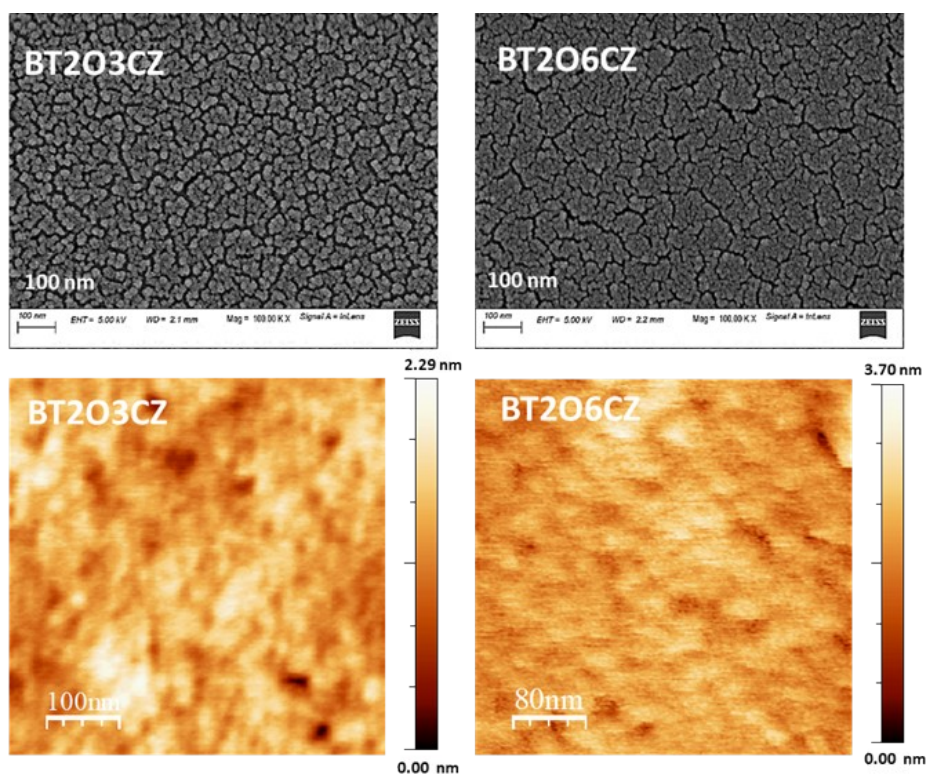 BT2O3CZ
100 nm
100 nm
EHT = 5.00 kV WD = 2.1 mm Mag = 100.00 K X Signal A = InLens
ZEISS
BT2O6CZ
100 nm
100 nm
EHT = 5.00 kV WD = 2.2 mm Mag = 100.00 K X Signal A = InLens
ZEISS
BT2O3CZ
100nm
2.29 nm
0.00 nm
BT2O6CZ
80nm
3.70 nm
0.00 nm